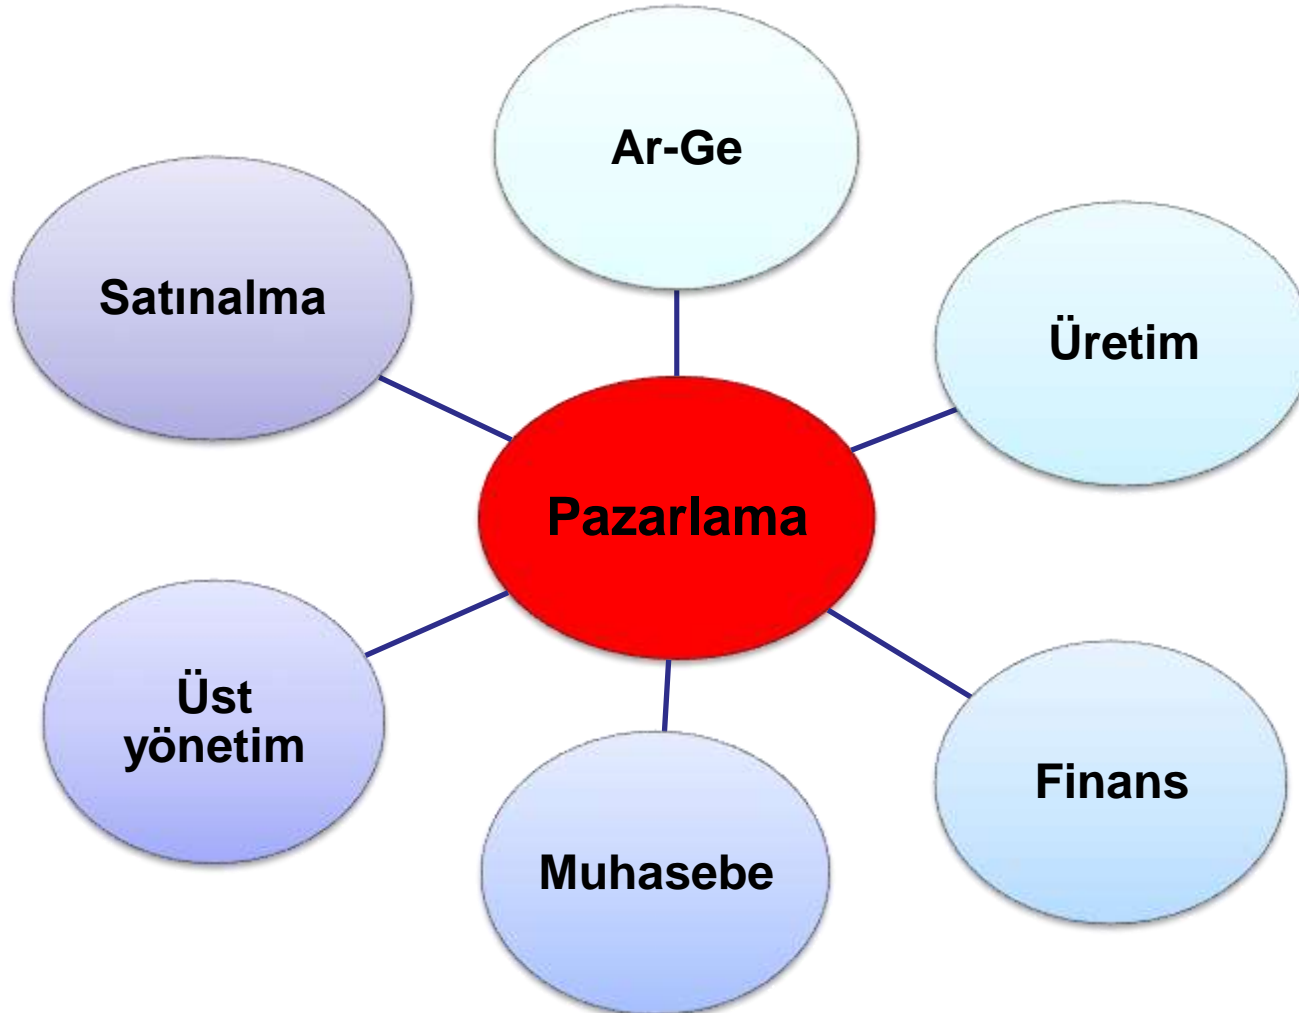 Ar-Ge
Satınalma
Üretim
Pazarlama
Üst
yönetim
Finans
Muhasebe